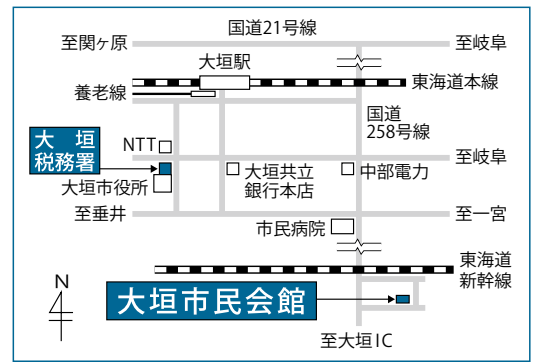 国道21号線
至関ヶ原
至岐阜
大垣駅
東海道本線
養老線
国道
258号線
大垣
税務署
NTT
至岐阜
大垣共立
銀行本店
中部電力
大垣市役所
至垂井
至一宮
市民病院
東海道
新幹線
N
大垣市民会館
至大垣IC